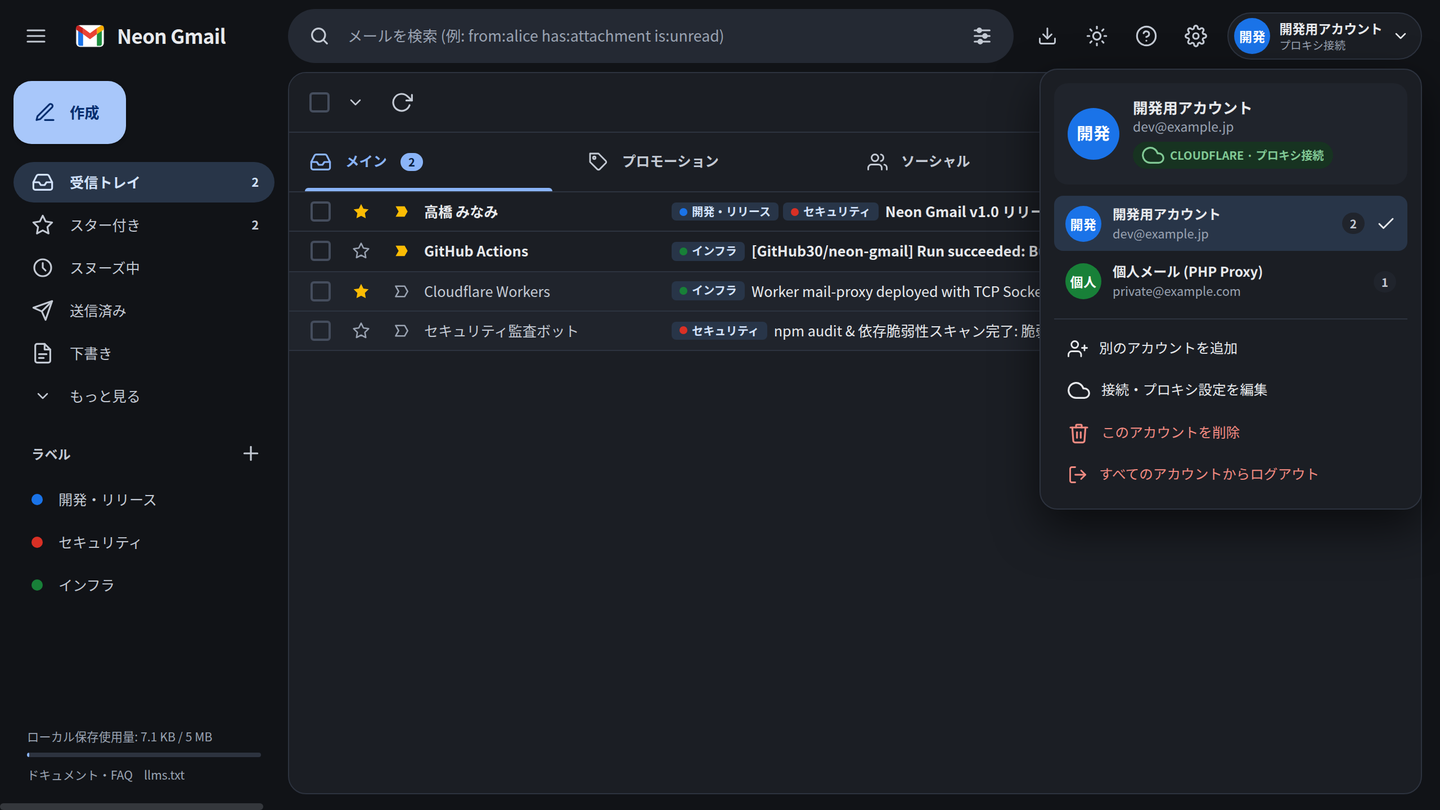 Neon Gmail
メールを検索 (例: from:alice has:attachment is:unread)
開発
開発用アカウント
プロキシ接続
作成
受信トレイ 2
スター付き 2
スヌーズ中
送信済み
下書き
もっと見る
ラベル
開発・リリース
セキュリティ
インフラ
ローカル保存使用量: 7.1 KB / 5 MB
ドキュメント・FAQ llms.txt
メイン 2
プロモーション
ソーシャル
高橋 みなみ 開発・リリース セキュリティ Neon Gmail v1.0 リリー
GitHub Actions インフラ [GitHub30/neon-gmail] Run succeeded:
Cloudflare Workers インフラ Worker mail-proxy deployed with TCP Socke
セキュリティ監査ボット セキュリティ npm audit & 依存脆弱性スキャン完了:
開発
開発用アカウント
dev@example.jp
CLOUDFLARE・プロキシ接続
開発
開発用アカウント
dev@example.jp
2
個人
個人メール (PHP Proxy)
private@example.com
1
別のアカウントを追加
接続・プロキシ設定を編集
このアカウントを削除
すべてのアカウントからログアウト